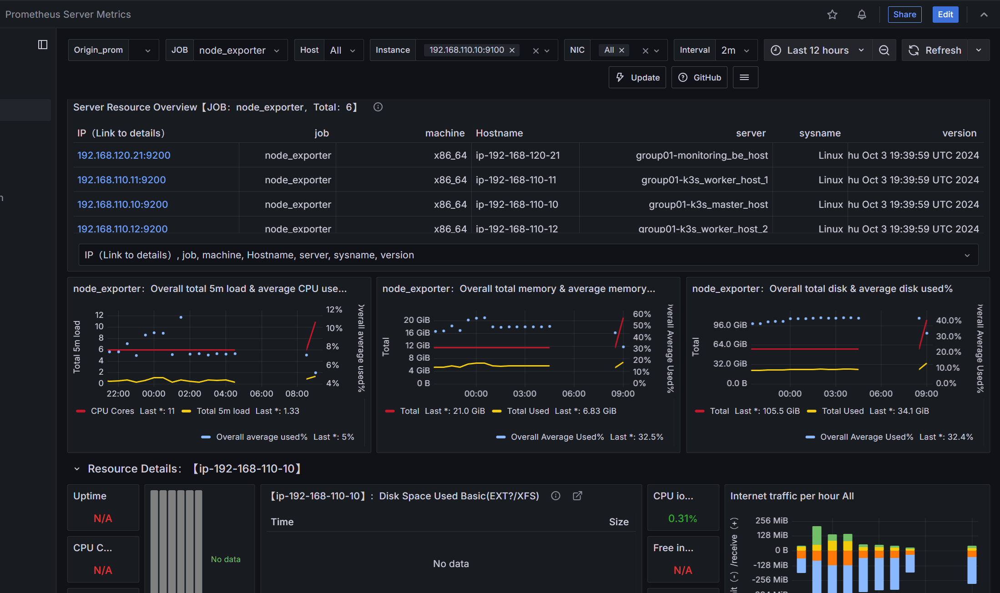 Prometheus Server Metrics
Share
Edit
Origin_prom
JOB node_exporter
Host All
Instance 192.168.110.10:9100
NIC All
Interval 2m
Last 12 hours
Refresh
Update
GitHub
Server Resource Overview【JOB：node_exporter，Total：6】
IP（Link to details） job machine Hostname server sysname version
192.168.120.21:9200 node_exporter x86_64 ip-192-168-120-21 group01-monitoring_be_host Linux hu Oct 3 19:39:59 UTC 2024
192.168.110.11:9200 node_exporter x86_64 ip-192-168-110-11 group01-k3s_worker_host_1 Linux hu Oct 3 19:39:59 UTC 2024
192.168.110.10:9200 node_exporter x86_64 ip-192-168-110-10 group01-k3s_master_host Linux hu Oct 3 19:39:59 UTC 2024
192.168.110.12:9200 node_exporter x86_64 ip-192-168-110-12 group01-k3s_worker_host_2 Linux hu Oct 3 19:39:59 UTC 2024
IP（Link to details）, job, machine, Hostname, server, sysname, version
node_exporter：Overall total 5m load & average CPU use...
Total 5m load
12
10
8
6
4
2
0
12%
10%
8%
6%
4%
Overall average used%
22:00 00:00 02:00 04:00 06:00 08:00
CPU Cores Last *: 11 Total 5m load Last *: 1.33
Overall average used% Last *: 5%
node_exporter：Overall total memory & average memory...
Total
20 GiB
16 GiB
12 GiB
8 GiB
4 GiB
0 B
60%
50%
40%
30%
20%
10%
0%
Overall Average Used%
00:00 03:00 06:00 09:00
Total Last *: 21.0 GiB Total Used Last *: 6.83 GiB
Overall Average Used% Last *: 32.5%
node_exporter：Overall total disk & average disk used%
Total
96.0 GiB
64.0 GiB
32.0 GiB
0.0 B
40.0%
30.0%
20.0%
10.0%
0.0%
Overall Average Used%
00:00 03:00 06:00 09:00
Total Last *: 105.5 GiB Total Used Last *: 34.1 GiB
Overall Average Used% Last *: 32.4%
Resource Details：【ip-192-168-110-10】
Uptime
N/A
CPU C...
N/A
No data
【ip-192-168-110-10】：Disk Space Used Basic(EXT?/XFS)
Time Size
No data
CPU io...
0.31%
Free in...
N/A
Internet traffic per hour All
256 MiB
128 MiB
0 B
-128 MiB
-256 MiB
（-）/receive（+）